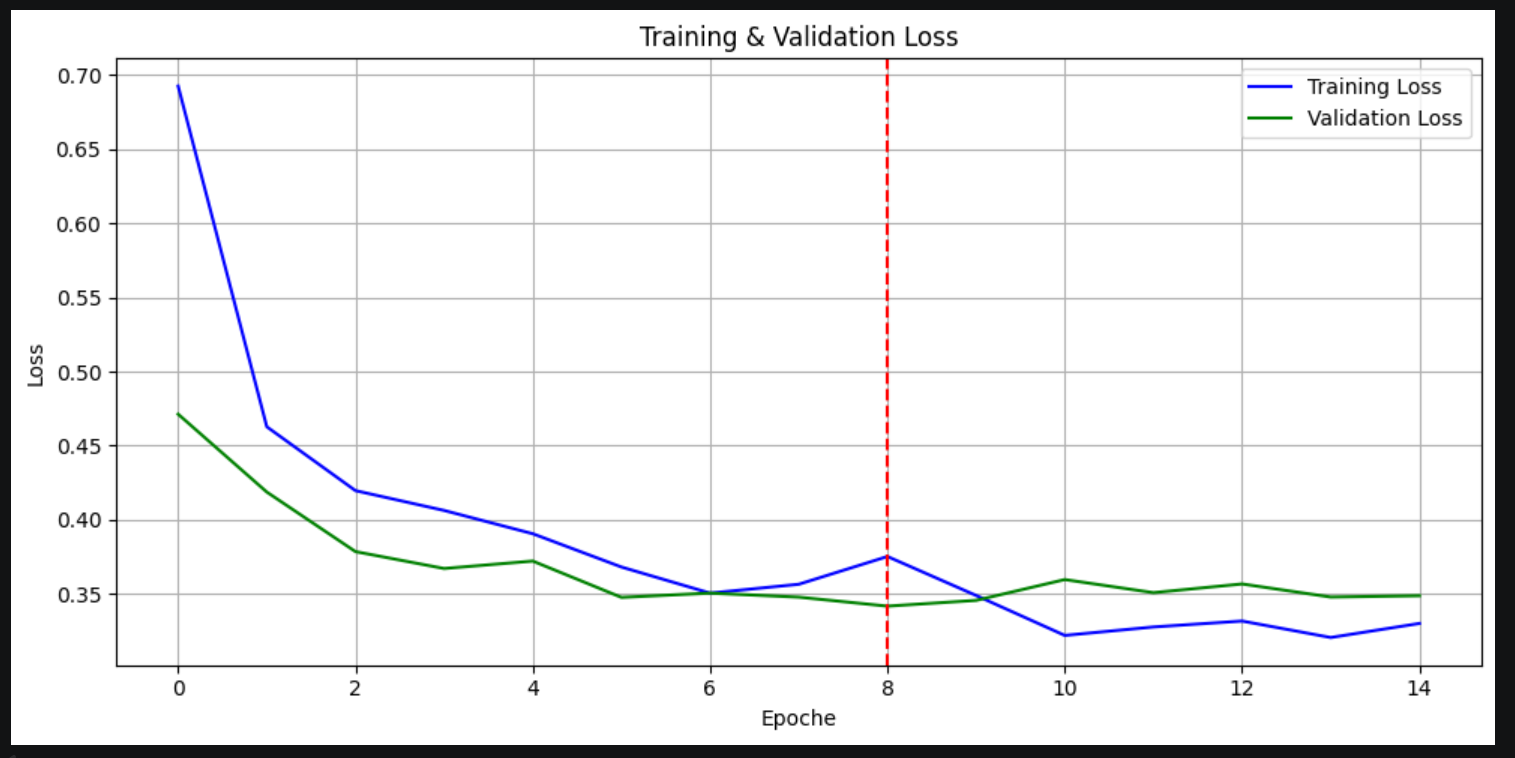 Training & Validation Loss
Training Loss
Validation Loss
0.70
0.65
0.60
0.55
0.50
0.45
0.40
0.35
Loss
0 2 4 6 8 10 12 14
Epoche